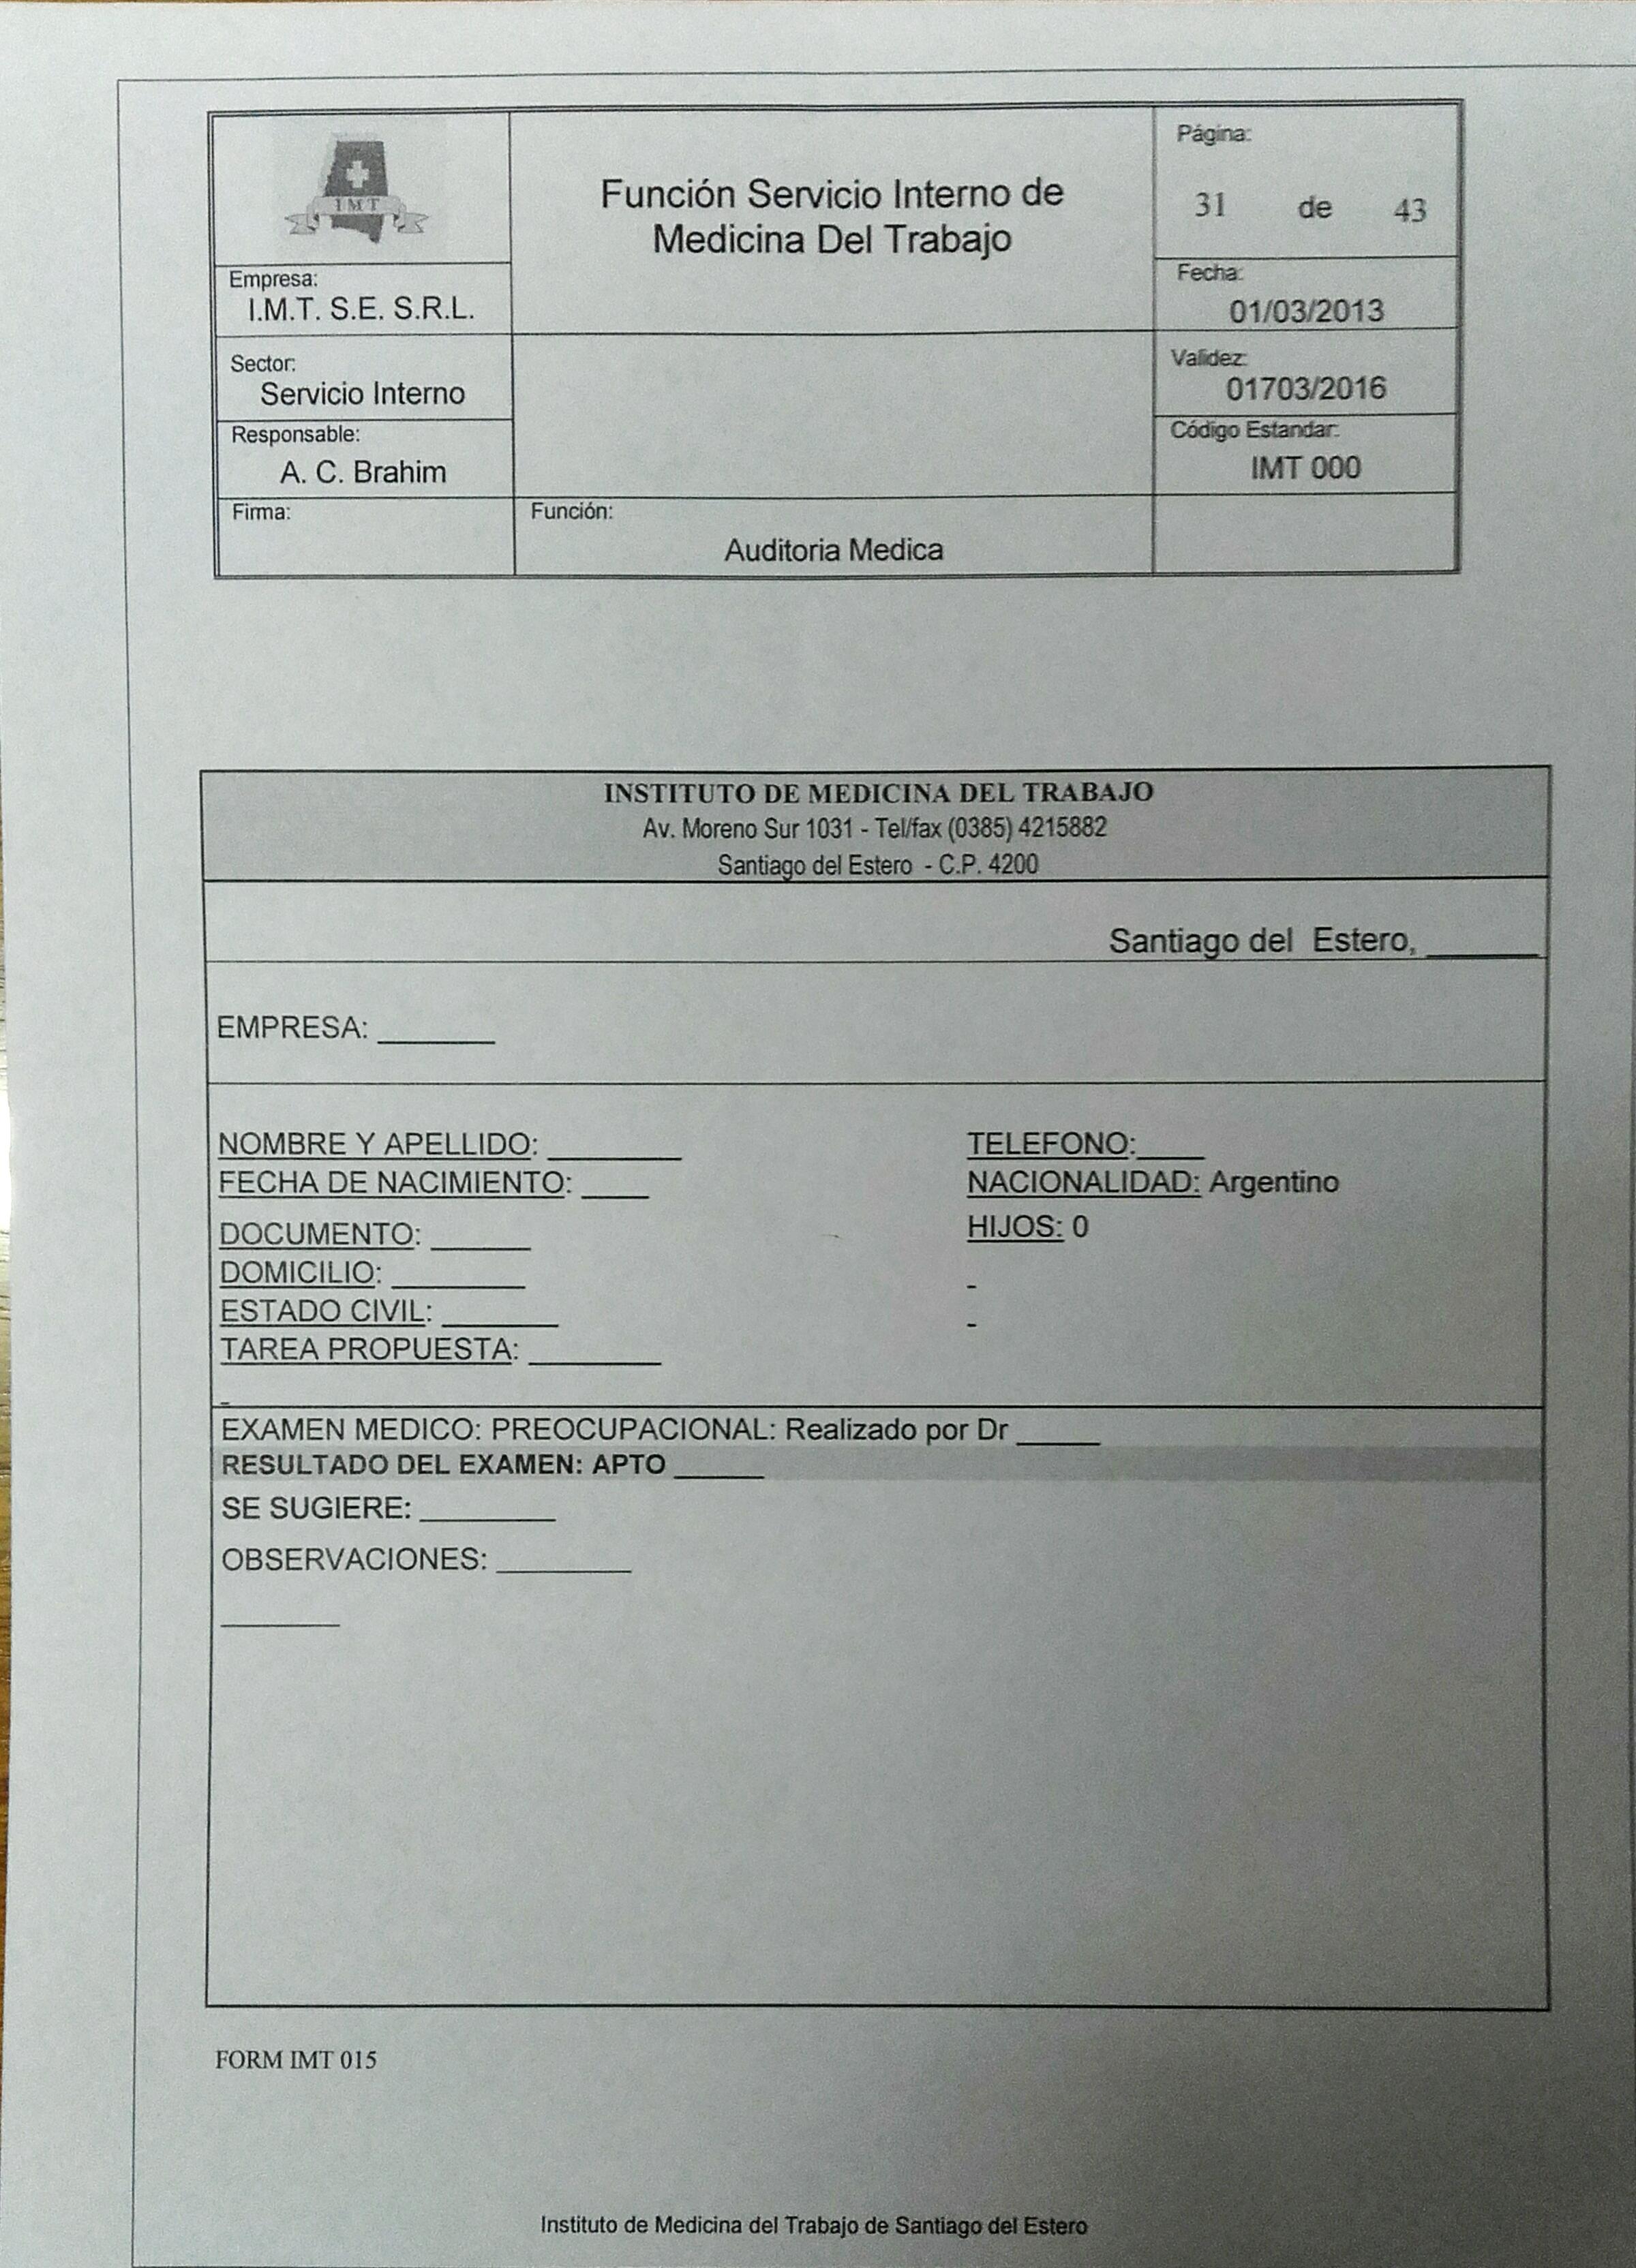 IMT
Función Servicio Interno de
Medicina Del Trabajo
Página:
31 de 43
Empresa:
I.M.T. S.E. S.R.L.
Fecha:
01/03/2013
Sector:
Servicio Interno
Validez:
01703/2016
Responsable:
A. C. Brahim
Código Estandar:
IMT 000
Firma:
Función:
Auditoria Medica
INSTITUTO DE MEDICINA DEL TRABAJO
Av. Moreno Sur 1031 - Tel/fax (0385) 4215882
Santiago del Estero - C.P. 4200
Santiago del Estero, ______
EMPRESA: _______
NOMBRE Y APELLIDO: ________ TELEFONO:____
FECHA DE NACIMIENTO: ____ NACIONALIDAD: Argentino
DOCUMENTO: ______ HIJOS: 0
DOMICILIO: ________ -
ESTADO CIVIL: _______ -
TAREA PROPUESTA: ________
-
EXAMEN MEDICO: PREOCUPACIONAL: Realizado por Dr _____
RESULTADO DEL EXAMEN: APTO _____
SE SUGIERE: ________
OBSERVACIONES: ________
_______
FORM IMT 015
Instituto de Medicina del Trabajo de Santiago del Estero